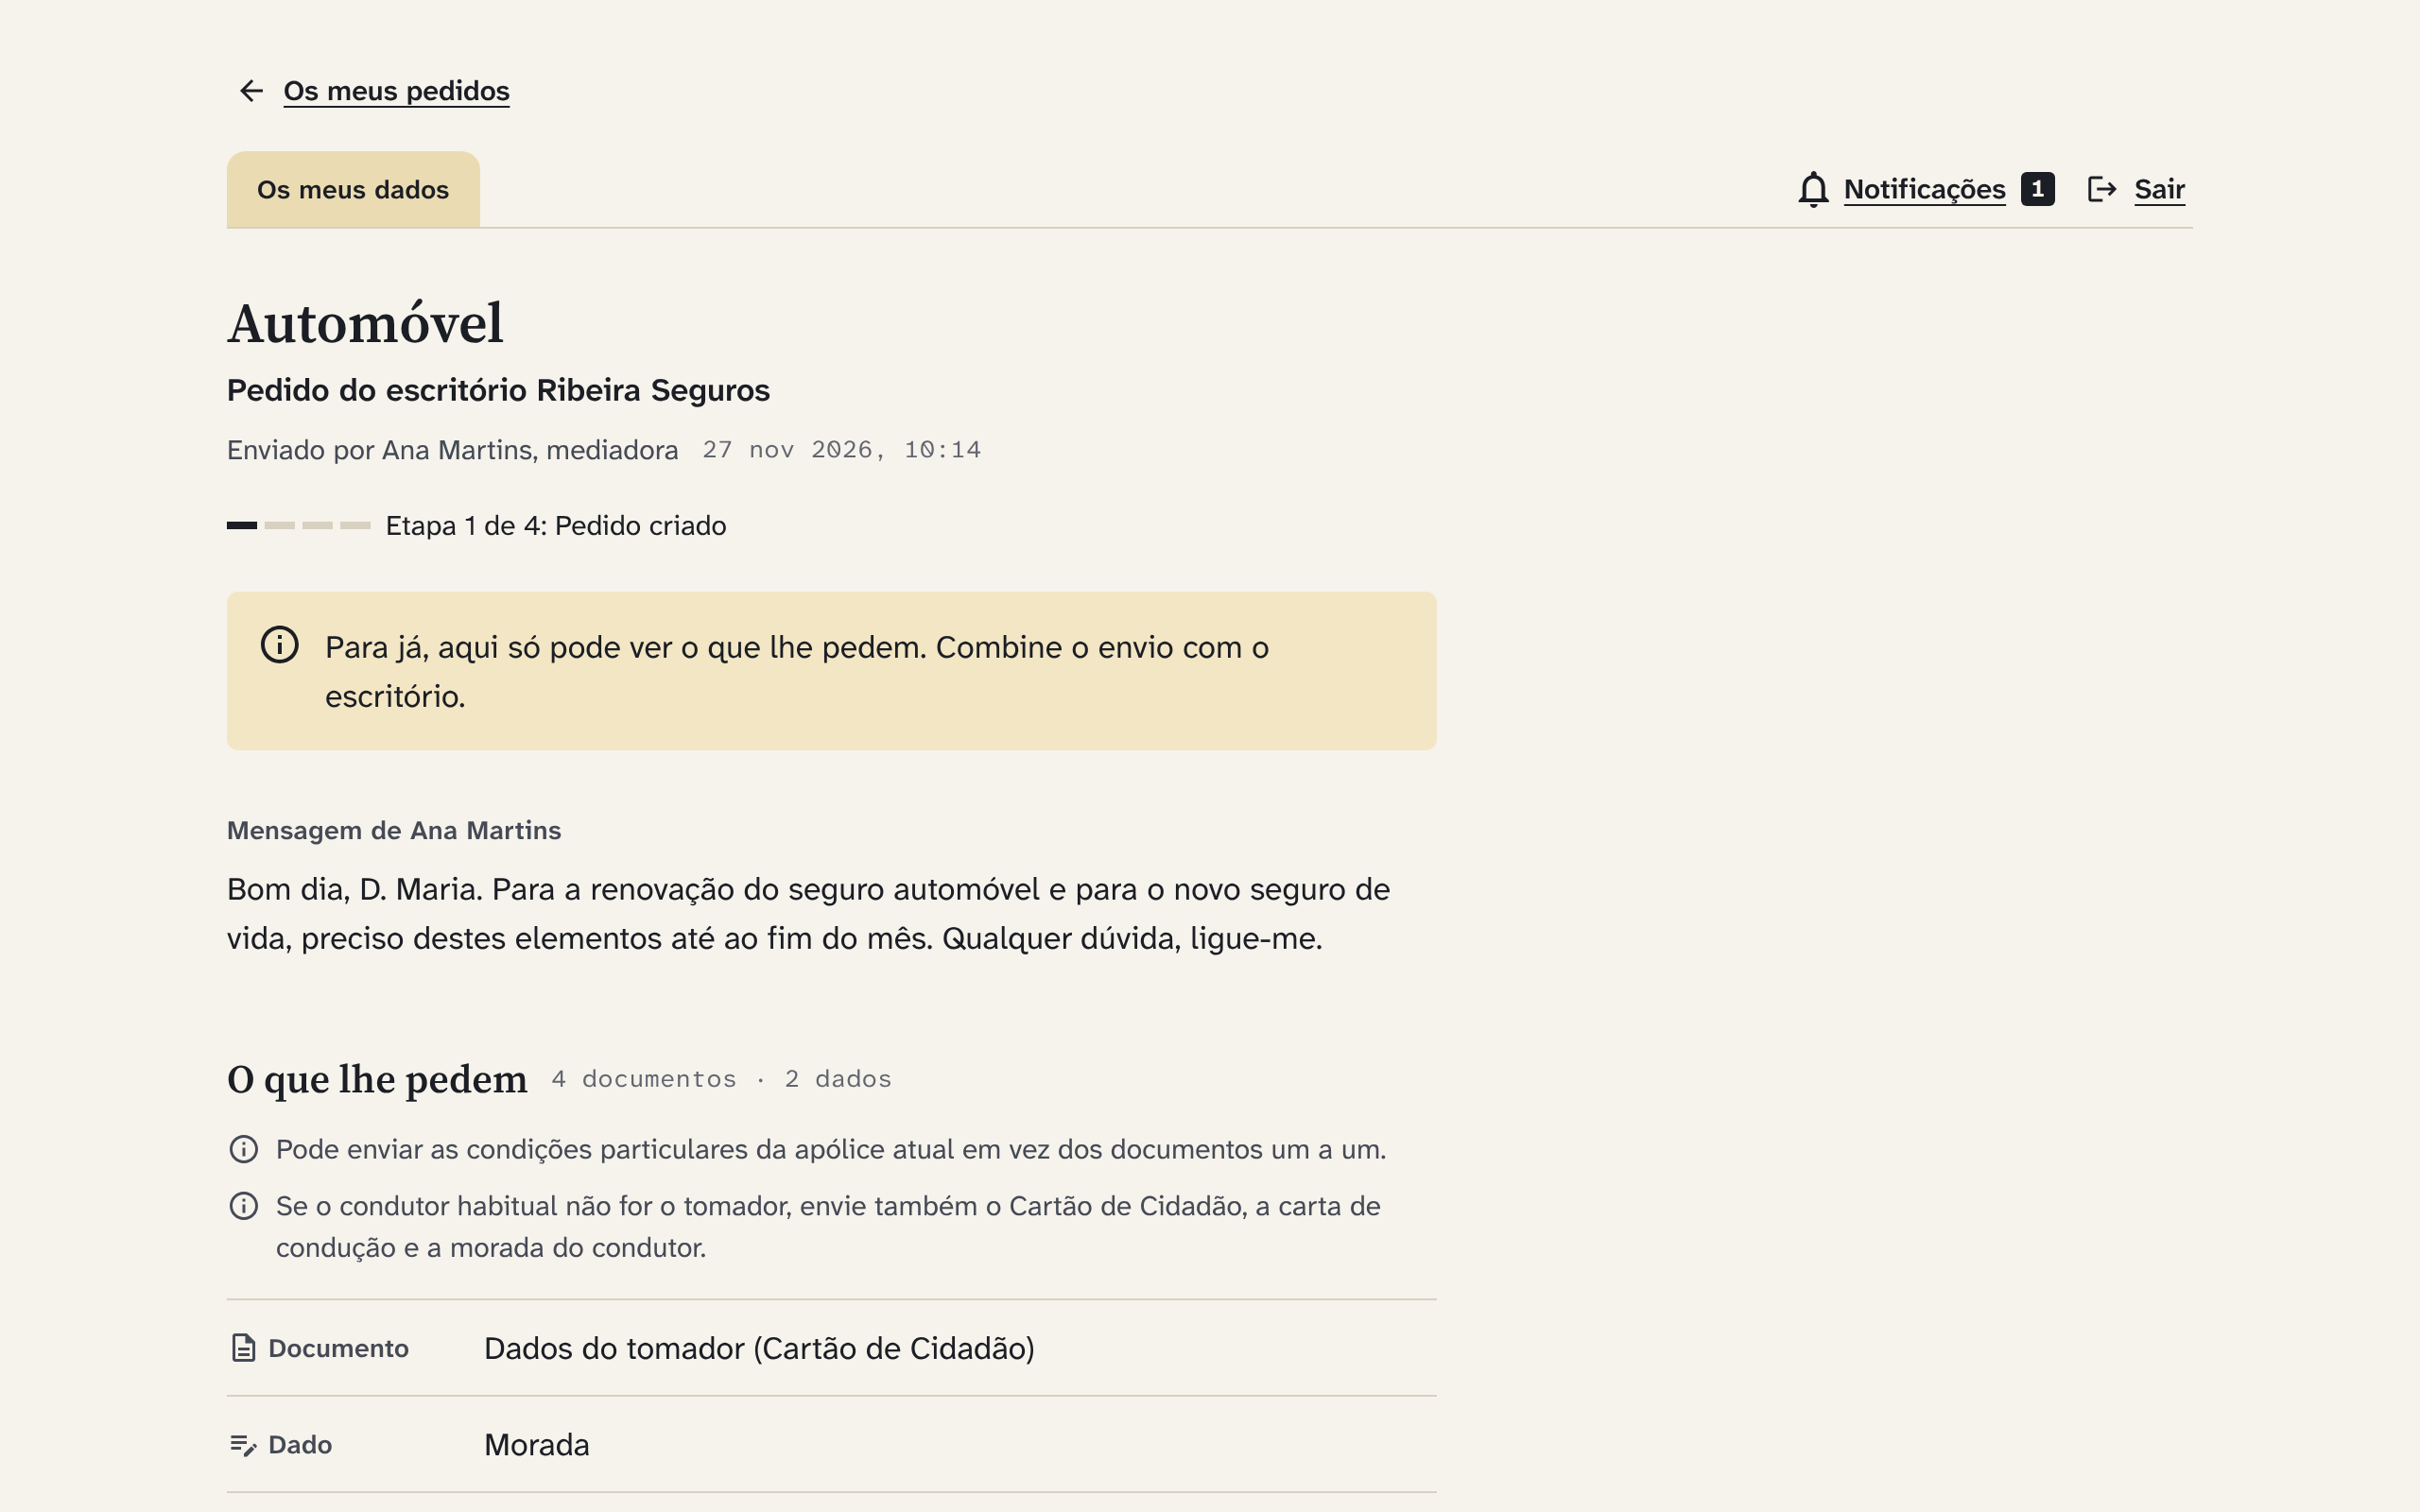 Os meus pedidos
Os meus dados
Notificações 1 Sair
Automóvel
Pedido do escritório Ribeira Seguros
Enviado por Ana Martins, mediadora 27 nov 2026, 10:14
Etapa 1 de 4: Pedido criado
Para já, aqui só pode ver o que lhe pedem. Combine o envio com o
escritório.
Mensagem de Ana Martins
Bom dia, D. Maria. Para a renovação do seguro automóvel e para o novo seguro de
vida, preciso destes elementos até ao fim do mês. Qualquer dúvida, ligue-me.
O que lhe pedem 4 documentos · 2 dados
Pode enviar as condições particulares da apólice atual em vez dos documentos um a um.
Se o condutor habitual não for o tomador, envie também o Cartão de Cidadão, a carta de
condução e a morada do condutor.
Documento Dados do tomador (Cartão de Cidadão)
Dado Morada